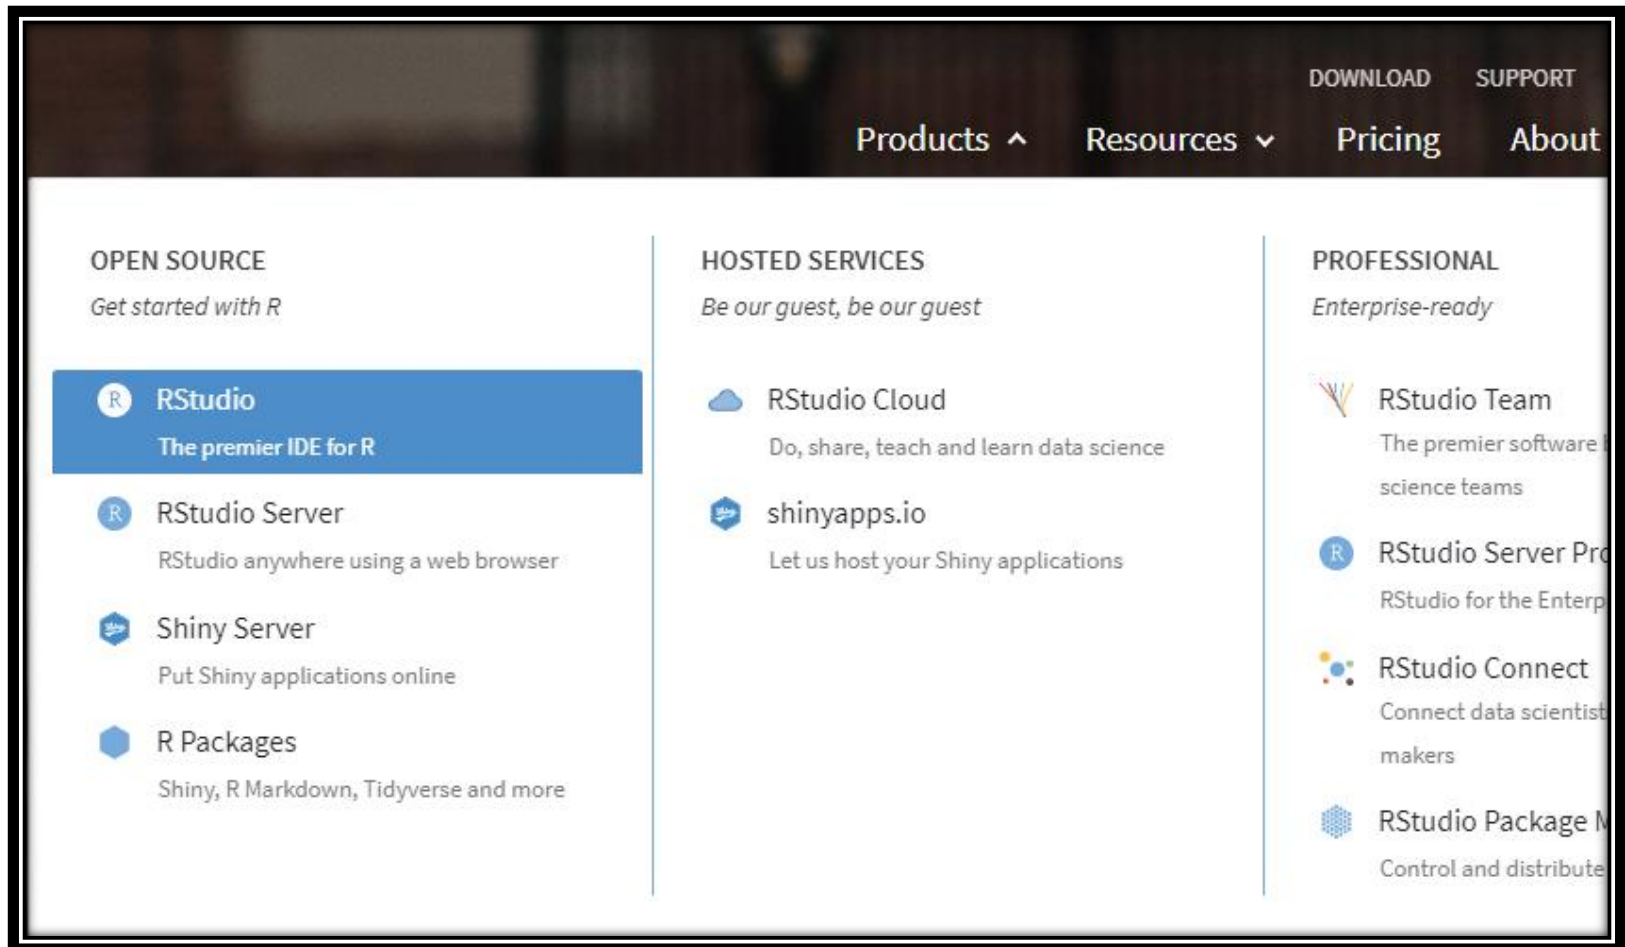 DOWNLOAD SUPPORT
Products Resources Pricing About
OPEN SOURCE
Get started with R
R RStudio
The premier IDE for R
R RStudio Server
RStudio anywhere using a web browser
Shiny Server
Put Shiny applications online
R Packages
Shiny, R Markdown, Tidyverse and more
HOSTED SERVICES
Be our guest, be our guest
RStudio Cloud
Do, share, teach and learn data science
shinyapps.io
Let us host your Shiny applications
PROFESSIONAL
Enterprise-ready
RStudio Team
The premier software
science teams
R RStudio Server Pro
RStudio for the Enterp
RStudio Connect
Connect data scientist
makers
RStudio Package
Control and distribute